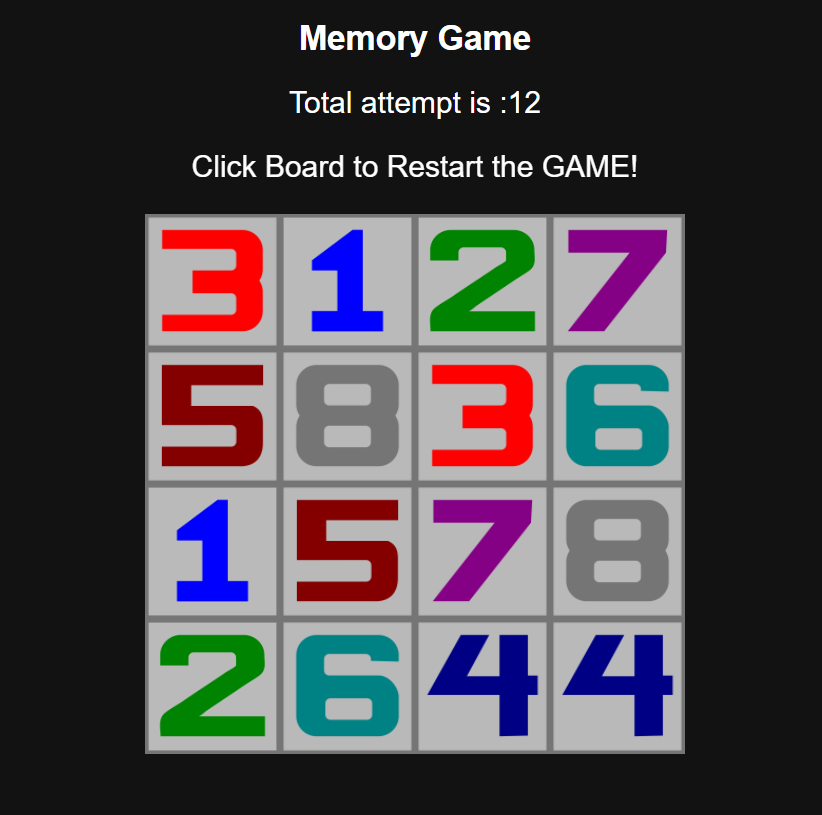 Memory Game
Total attempt is :12
Click Board to Restart the GAME!
3 1 2 7
5 8 3 6
1 5 7 8
2 6 4 4